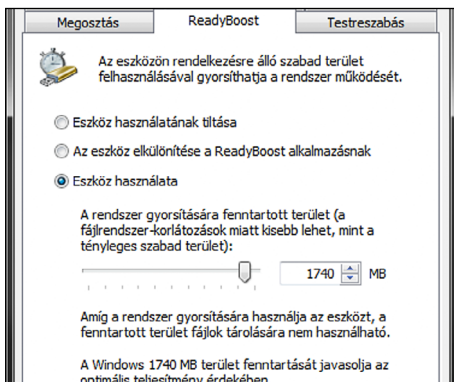 Megosztás
ReadyBoost
Testreszabás
Az eszközön rendelkezésre álló szabad terület
felhasználásával gyorsíthatja a rendszer működését.
Eszköz használatának tiltása
Az eszköz elkülönítése a ReadyBoost alkalmazásnak
Eszköz használata
A rendszer gyorsítására fenntartott terület (a
fájlrendszer-korlátozások miatt kisebb lehet, mint a
tényleges szabad terület):
1740 MB
Amíg a rendszer gyorsítására használja az eszközt, a
fenntartott terület fájlok tárolására nem használható.
A Windows 1740 MB terület fenntartását javasolja az
optimális teljesítmény érdekében.